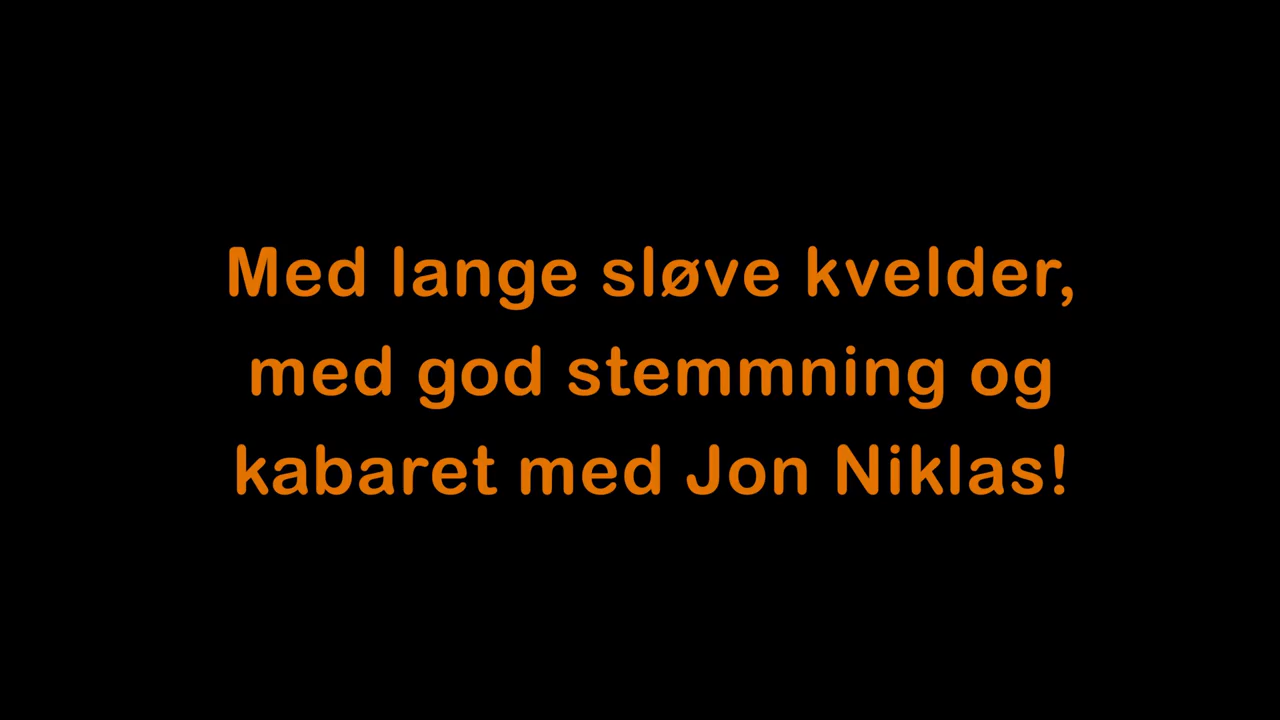 Med lange sløve kvelder,
med god stemmning og
kabaret med Jon Niklas!